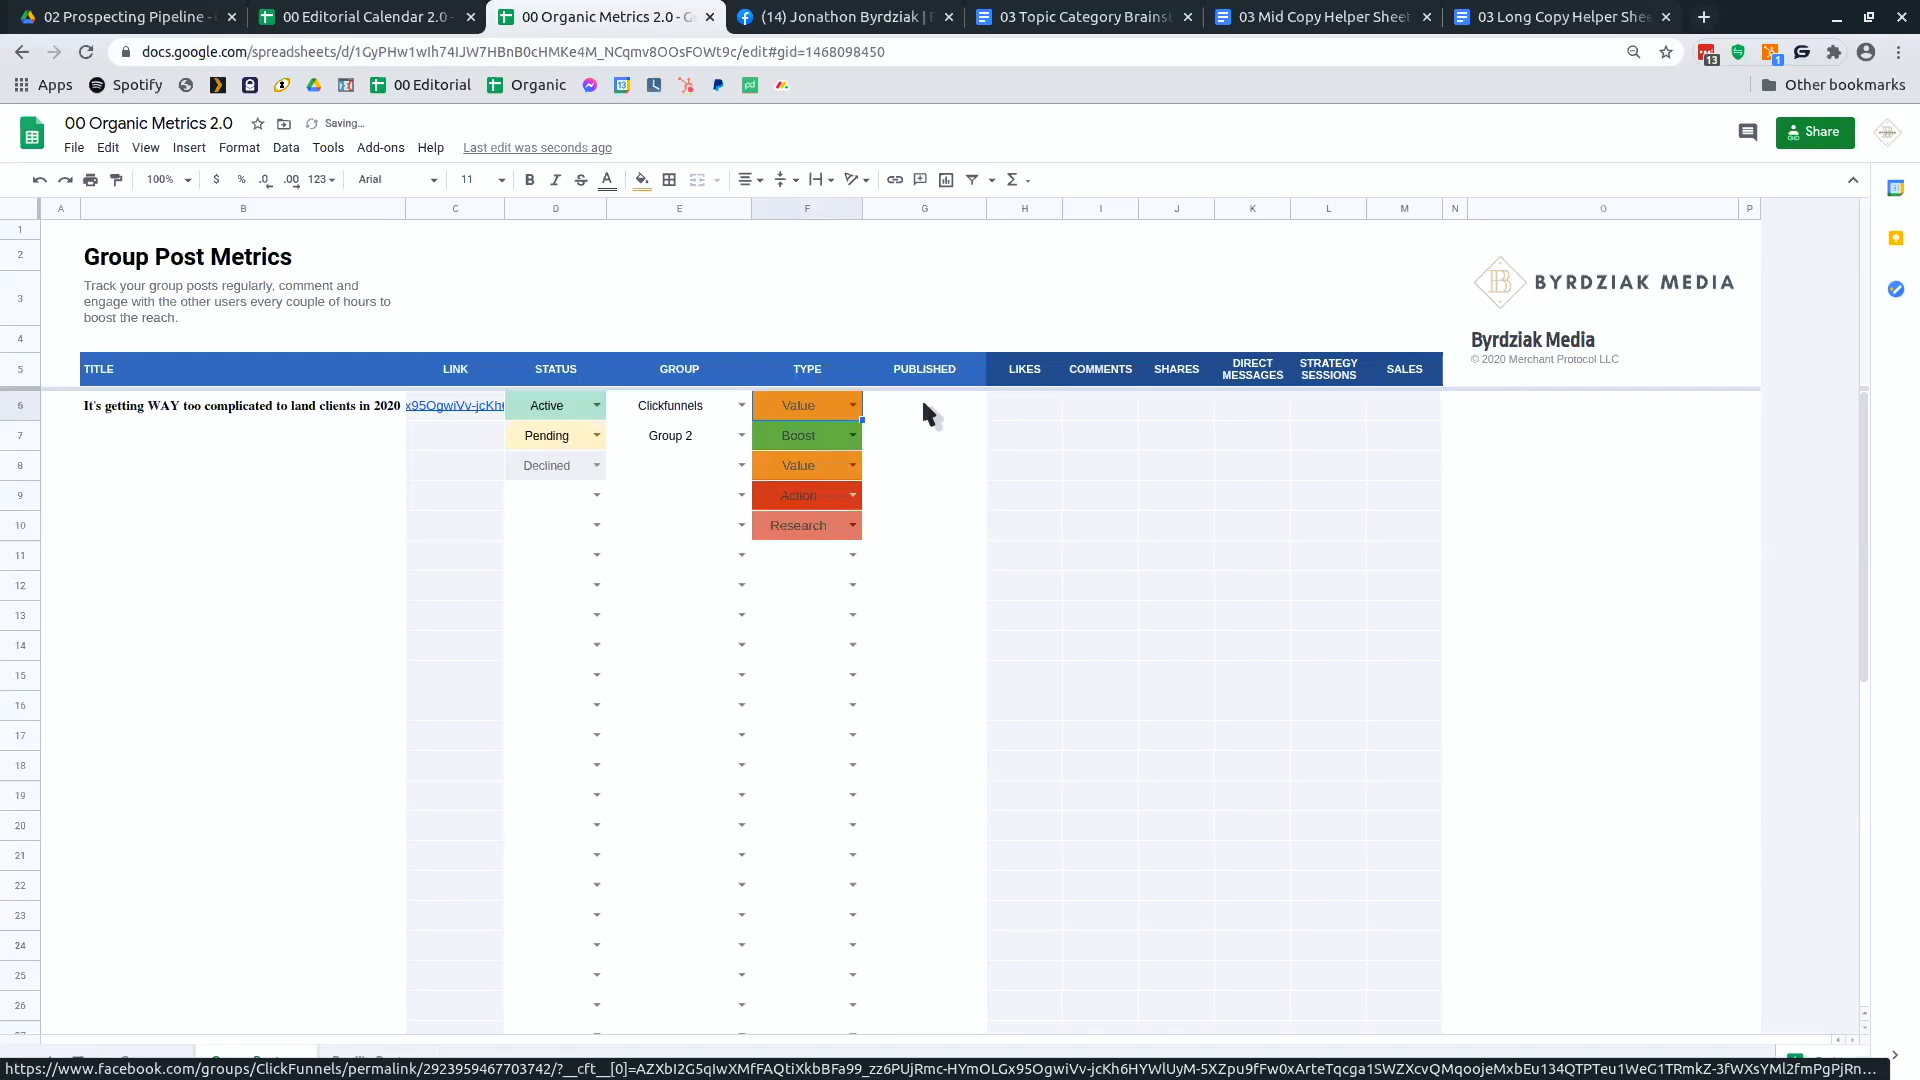 02 Prospecting Pipeline -
00 Editorial Calendar 2.0 -
00 Organic Metrics 2.0 - G
(14) Jonathon Byrdziak | F
03 Topic Category Brains
03 Mid Copy Helper Sheet
03 Long Copy Helper She
docs.google.com/spreadsheets/d/1GyPHw1wIh74IJW7HBnB0cHMKe4M_NCqmv8OOsFOWt9c/edit#gid=1468098450
13
1
Apps
Spotify
00 Editorial
Organic
13
Other bookmarks
00 Organic Metrics 2.0
Saving...
Share
File Edit View Insert Format Data Tools Add-ons Help Last edit was seconds ago
100% $ % .0 .00 123 Arial 11 B I S A
A B C D E F G H I J K L M N O P
1
2
3
4
5
6
7
8
9
10
11
12
13
14
15
16
17
18
19
20
21
22
23
24
25
26
Group Post Metrics
Track your group posts regularly, comment and
engage with the other users every couple of hours to
boost the reach.
BYRDZIAK MEDIA
Byrdziak Media
© 2020 Merchant Protocol LLC
TITLE LINK STATUS GROUP TYPE PUBLISHED LIKES COMMENTS SHARES DIRECT MESSAGES STRATEGY SESSIONS SALES
It's getting WAY too complicated to land clients in 2020 x95OgwiVv-jcKh Active Clickfunnels Value
Pending Group 2 Boost
Declined Value
Action
Research
https://www.facebook.com/groups/ClickFunnels/permalink/2923959467703742/?__cft__[0]=AZXbI2G5qIwXMfFAQtiXkbBFa99_zz6PUjRmc-HYmOLGx95OgwiVv-jcKh6HYWlUyM-5XZpu9fFw0xArteTqcga1SWZXcvQMqoojeMxbEu134QTPTeu1WeG1TRmkZ-3fWXsYMl2fmPgPjRn...